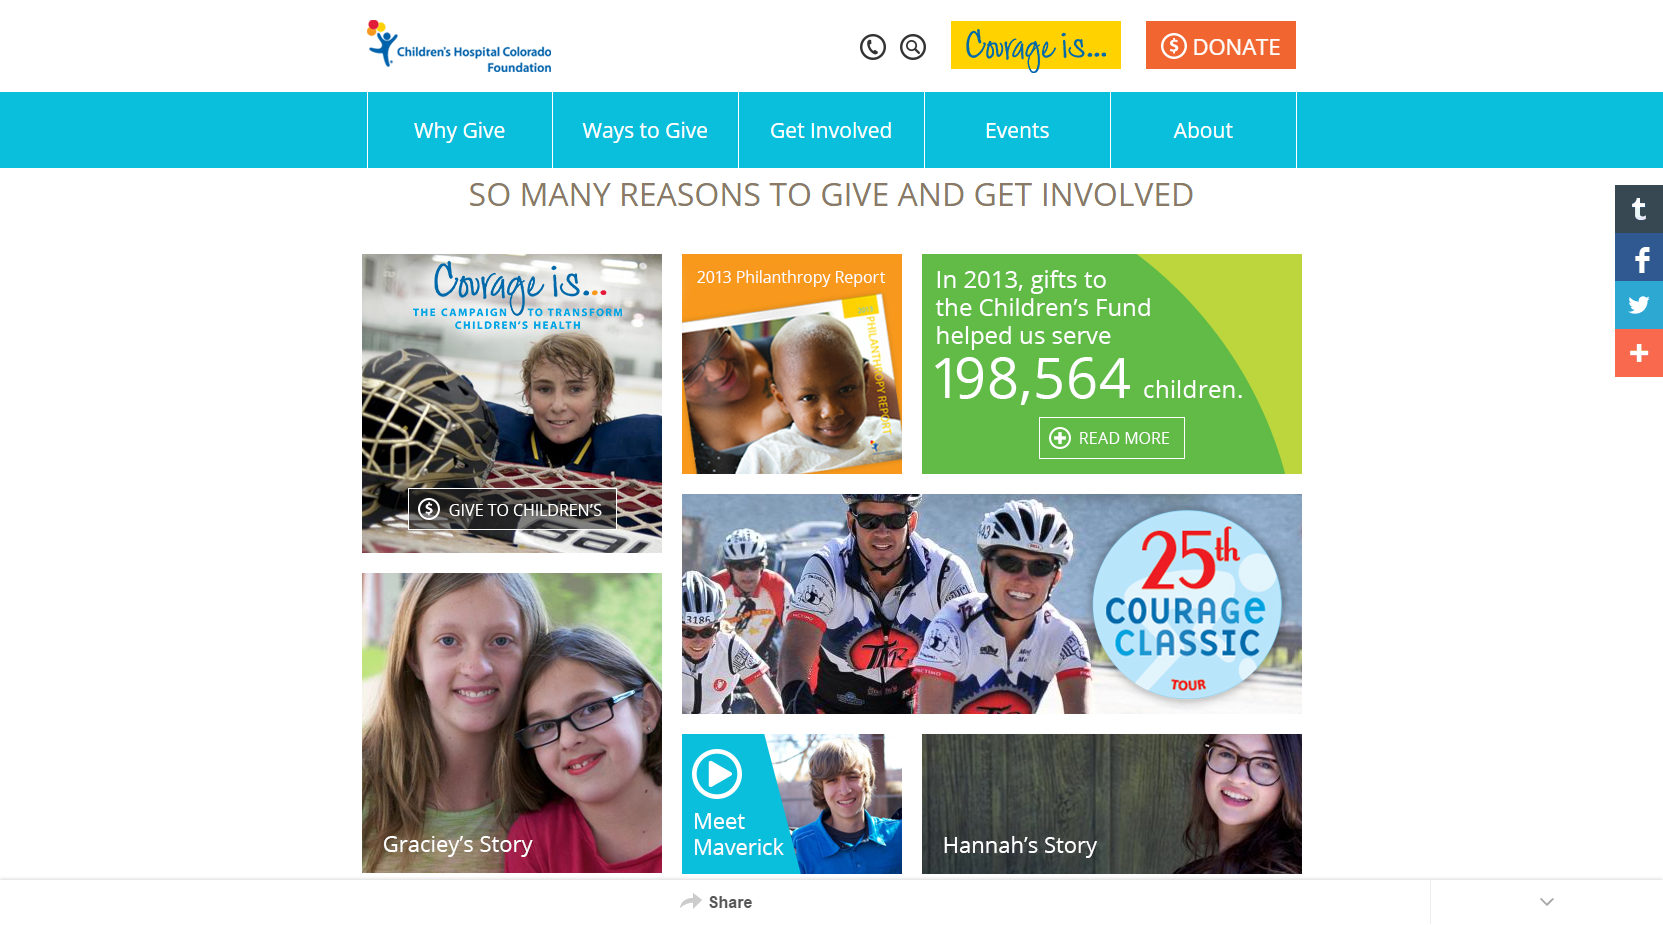 Children's Hospital Colorado
Foundation
Courage is...
DONATE
Why Give
Ways to Give
Get Involved
Events
About
SO MANY REASONS TO GIVE AND GET INVOLVED
Courage is...
THE CAMPAIGN TO TRANSFORM
CHILDREN'S HEALTH
GIVE TO CHILDREN'S
2013 Philanthropy Report
2013
PHILANTHROPY REPORT
In 2013, gifts to
the Children's Fund
helped us serve
198,564 children.
READ MORE
3186
25th
COURAGE
CLASSIC
TOUR
Graciey's Story
Meet
Maverick
Hannah's Story
Share